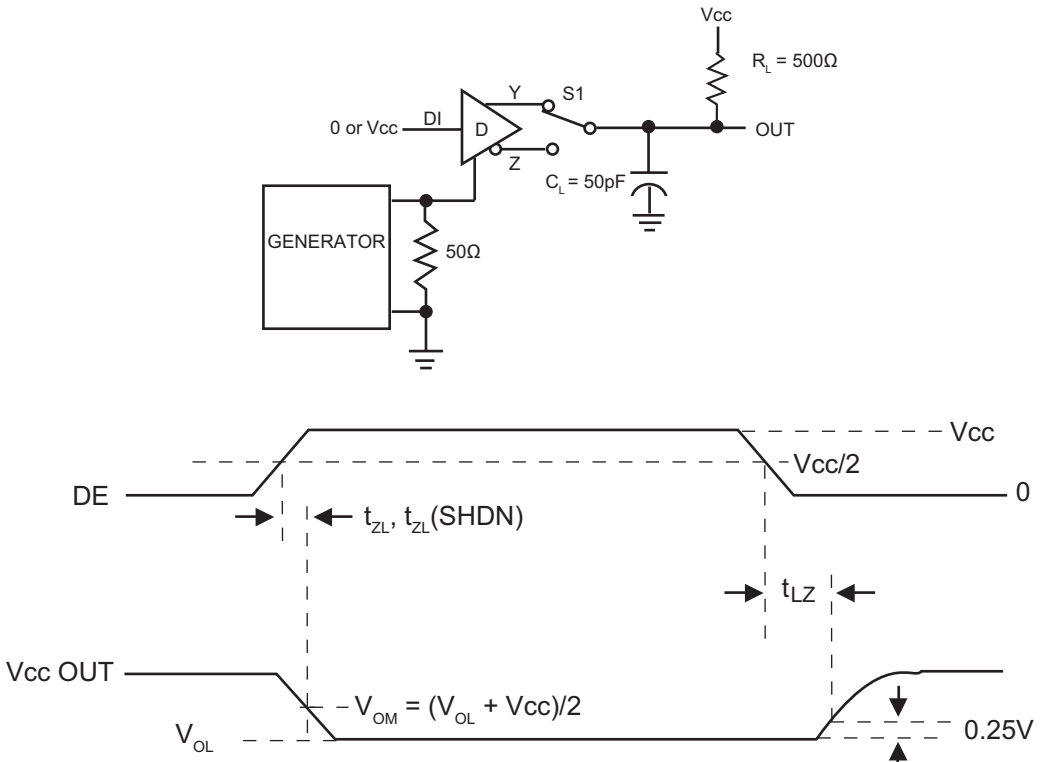 Vcc
R_L = 500Ω
Y
S1
0 or Vcc
DI
D
OUT
Z
C_L = 50pF
GENERATOR
50Ω
Vcc
Vcc/2
DE
0
t_ZL, t_ZL(SHDN)
t_LZ
Vcc OUT
V_OM = (V_OL + Vcc)/2
V_OL
0.25V